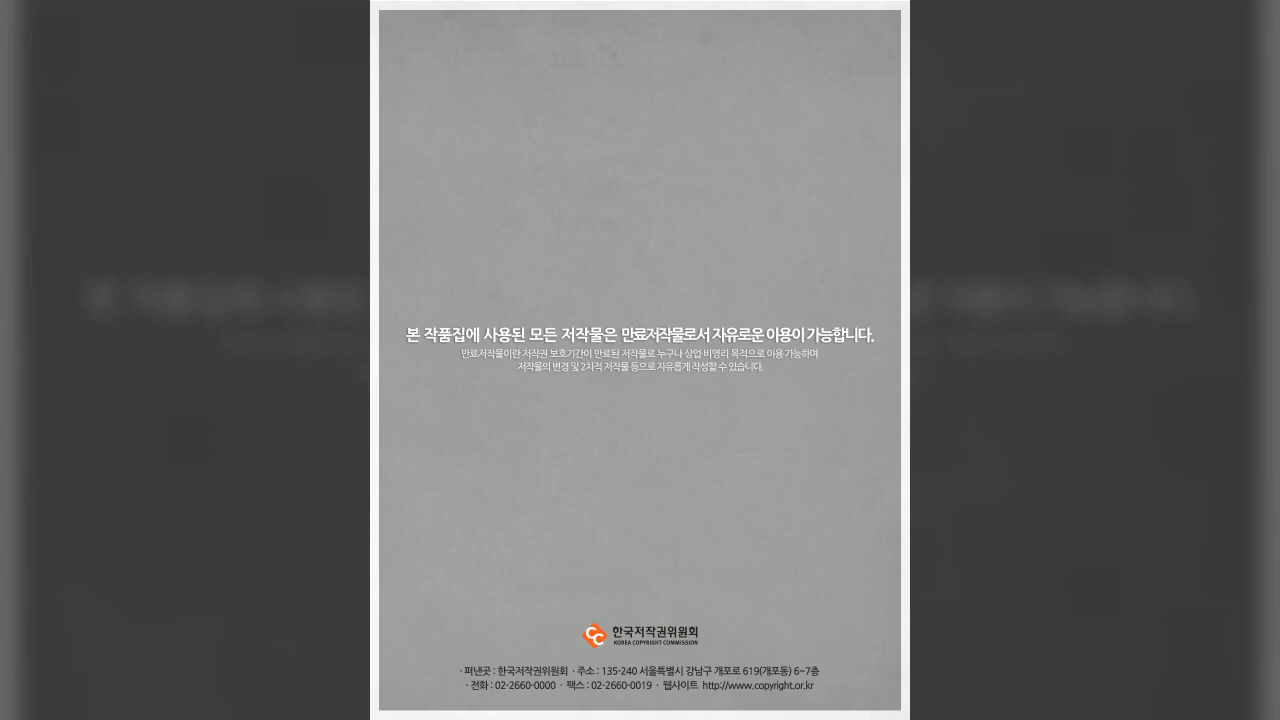 본 작품집에 사용된 모든 저작물은 만료저작물로서 자유로운 이용이 가능합니다.
만료저작물이란 저작권 보호기간이 만료된 저작물로 누구나 상업·비영리 목적으로 이용 가능하며
저작물의 변경 및 2차적 저작물 등으로 자유롭게 작성할 수 있습니다.
CC 한국저작권위원회
KOREA COPYRIGHT COMMISSION
· 펴낸곳 : 한국저작권위원회 · 주소 : 135-240 서울특별시 강남구 개포로 619(개포동) 6~7층
· 전화 : 02-2660-0000 · 팩스 : 02-2660-0019 · 웹사이트 http://www.copyright.or.kr